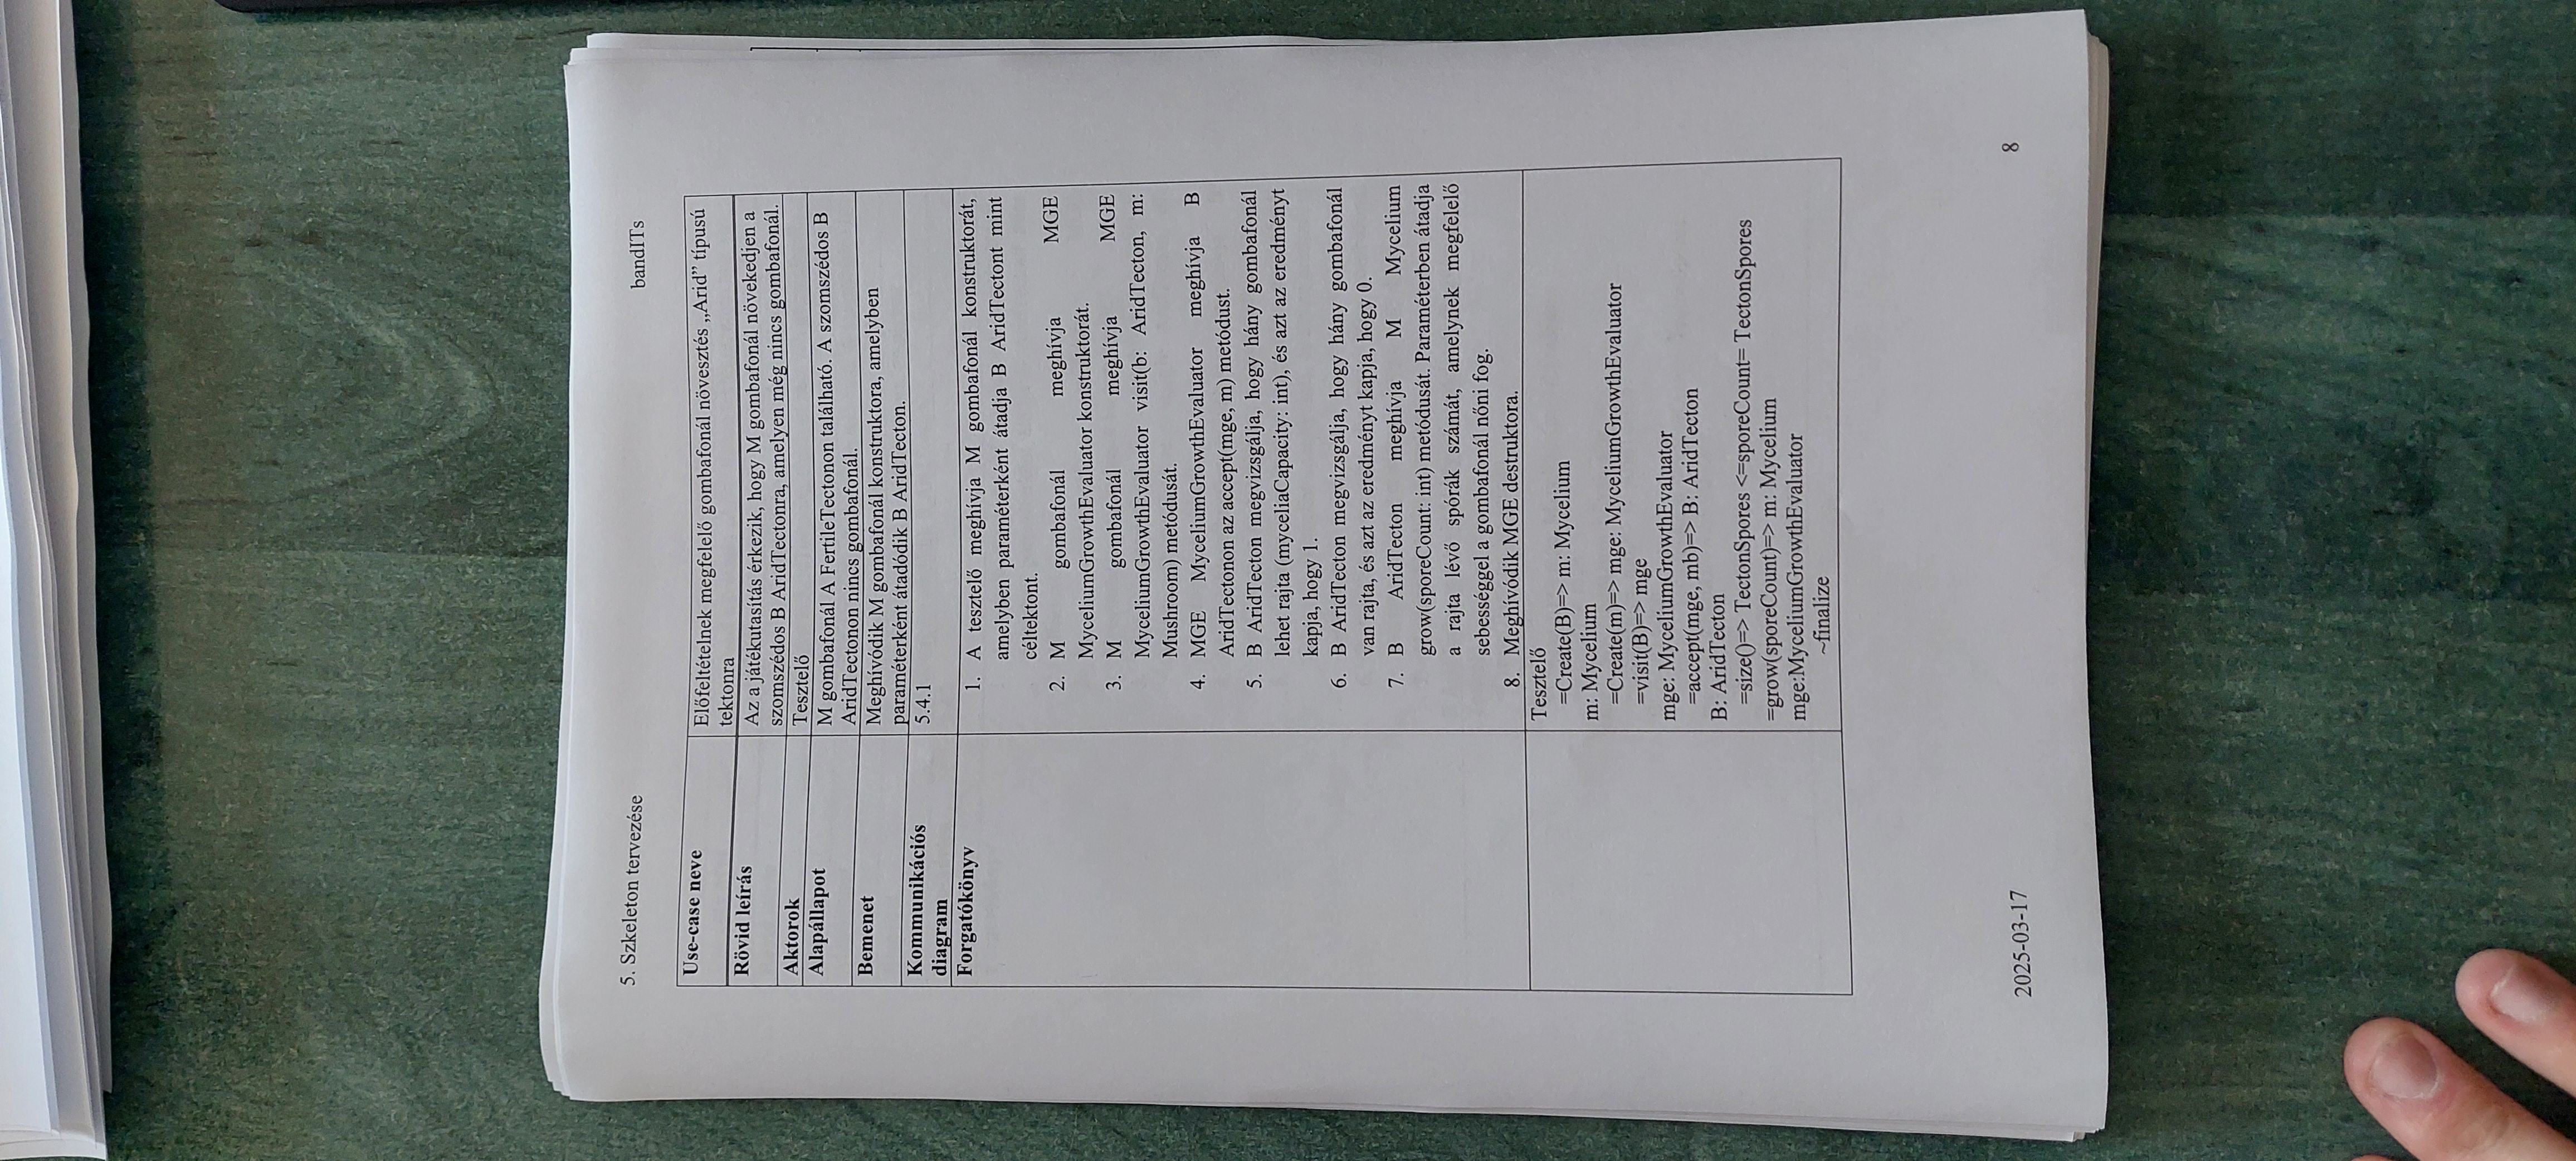 5. Szkeleton tervezése
bandITs
Use-case neve
Előfeltételnek megfelelő gombafonál növesztés „Arid” típusú
tektonra
Rövid leírás
Az a játékutasítás érkezik, hogy M gombafonál növekedjen a
szomszédos B AridTectonra, amelyen még nincs gombafonál.
Aktorok
Tesztelő
Alapállapot
M gombafonál A FertileTectonon található. A szomszédos B
AridTectonon nincs gombafonál.
Bemenet
Meghívódik M gombafonál konstruktora, amelyben
paraméterként átadódik B AridTecton.
Kommunikációs
diagram
5.4.1
Forgatókönyv
1. A tesztelő meghívja M gombafonál konstruktorát,
amelyben paraméterként átadja B AridTectont mint
céltektont.
2. M gombafonál meghívja MGE
MyceliumGrowthEvaluator konstruktorát.
3. M gombafonál meghívja MGE
MyceliumGrowthEvaluator visit(b: AridTecton, m:
Mushroom) metódusát.
4. MGE MyceliumGrowthEvaluator meghívja B
AridTectonon az accept(mge, m) metódust.
5. B AridTecton megvizsgálja, hogy hány gombafonál
lehet rajta (myceliaCapacity: int), és azt az eredményt
kapja, hogy 1.
6. B AridTecton megvizsgálja, hogy hány gombafonál
van rajta, és azt az eredményt kapja, hogy 0.
7. B AridTecton meghívja M Mycelium
grow(sporeCount: int) metódusát. Paraméterben átadja
a rajta lévő spórák számát, amelynek megfelelő
sebességgel a gombafonál nőni fog.
8. Meghívódik MGE destruktora.
Tesztelő
=Create(B)=> m: Mycelium
m: Mycelium
=Create(m)=> mge: MyceliumGrowthEvaluator
=visit(B)=> mge
mge: MyceliumGrowthEvaluator
=accept(mge, mb)=> B: AridTecton
B: AridTecton
=size()=> TectonSpores <=sporeCount= TectonSpores
=grow(sporeCount)=> m: Mycelium
mge:MyceliumGrowthEvaluator
~finalize
2025-03-17
8